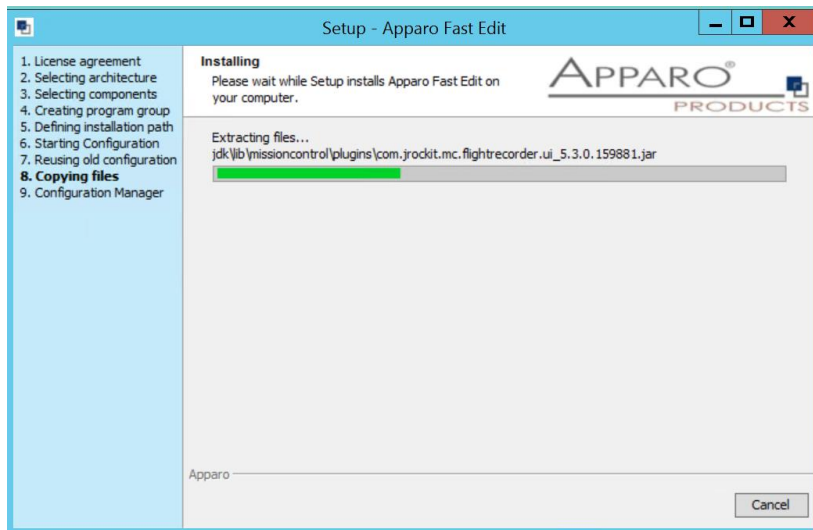 Setup - Apparo Fast Edit
1. License agreement
2. Selecting architecture
3. Selecting components
4. Creating program group
5. Defining installation path
6. Starting Configuration
7. Reusing old configuration
8. Copying files
9. Configuration Manager
Installing
Please wait while Setup installs Apparo Fast Edit on
your computer.
APPARO®
PRODUCTS
Extracting files...
jdk\lib\missioncontrol\plugins\com.jrockit.mc.flightrecorder.ui_5.3.0.159881.jar
Apparo
Cancel